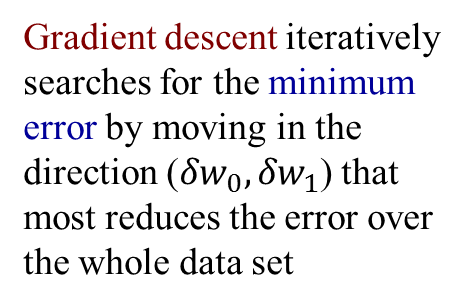 Gradient descent iteratively
searches for the minimum
error by moving in the
direction (δw₀, δw₁) that
most reduces the error over
the whole data set